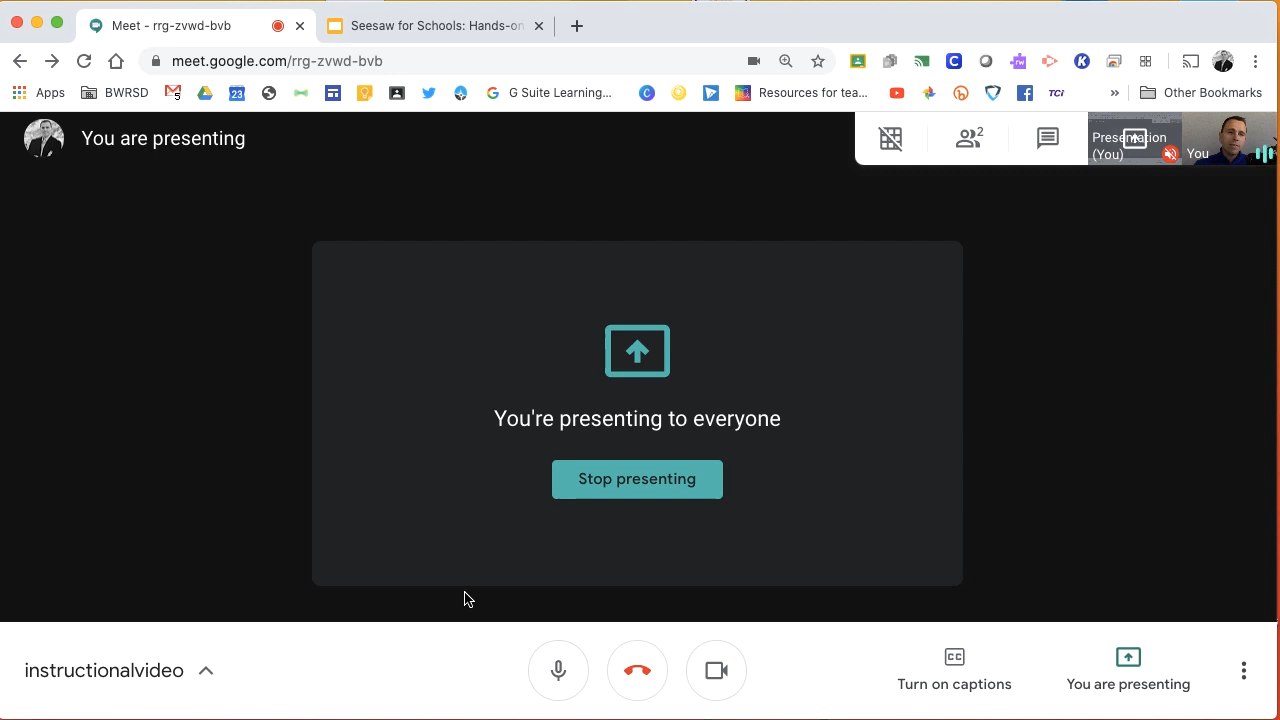 Meet - rrg-zvwd-bvb
Seesaw for Schools: Hands-on
meet.google.com/rrg-zvwd-bvb
Apps
BWRSD
5
23
G Suite Learning...
Resources for tea...
TCi
»
Other Bookmarks
You are presenting
2
Presentation
(You)
You
You're presenting to everyone
Stop presenting
instructionalvideo
CC
Turn on captions
You are presenting